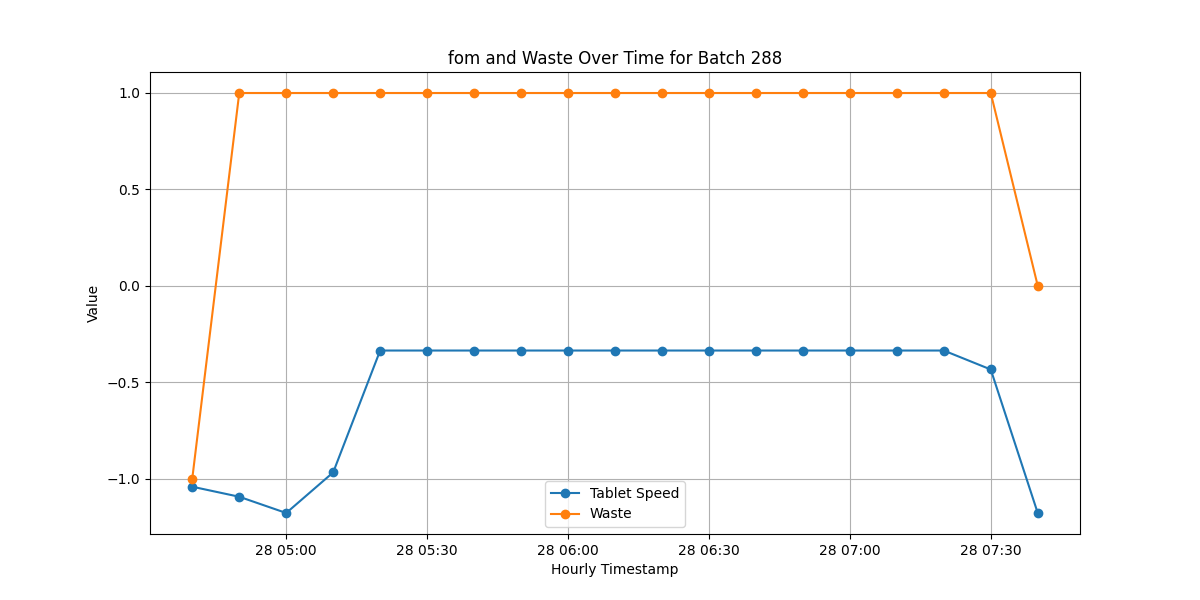 fom and Waste Over Time for Batch 288
1.0
0.5
0.0
−0.5
−1.0
Value
Tablet Speed
Waste
28 05:00 28 05:30 28 06:00 28 06:30 28 07:00 28 07:30
Hourly Timestamp